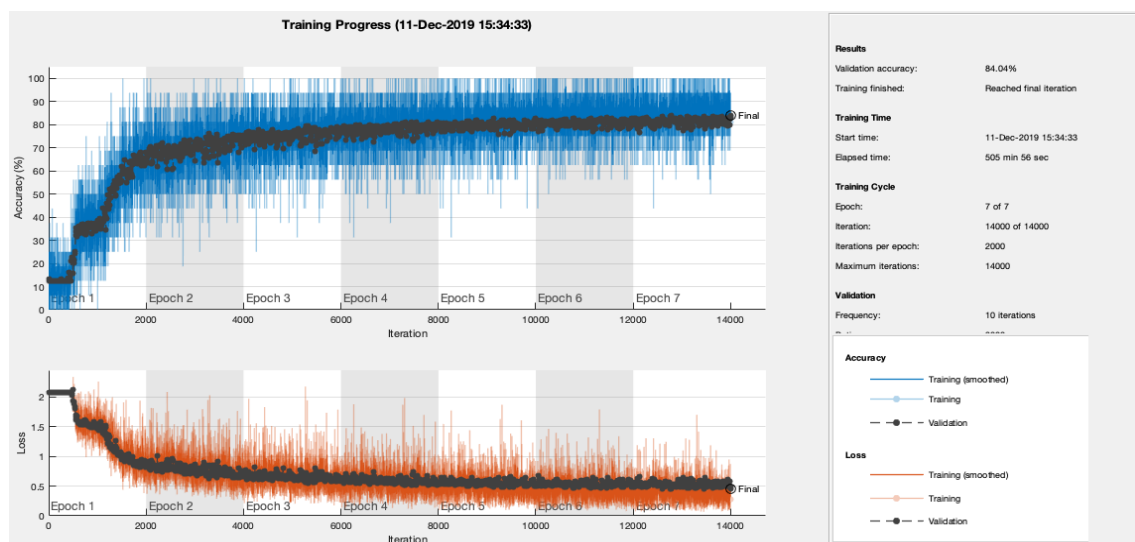 Training Progress (11-Dec-2019 15:34:33)
100
90
80
70
60
50
40
30
20
10
0
Accuracy (%)
Final
Epoch 1
Epoch 2
Epoch 3
Epoch 4
Epoch 5
Epoch 6
Epoch 7
0
2000
4000
6000
8000
10000
12000
14000
Iteration
2
1.5
1
0.5
0
Loss
Final
Epoch 1
Epoch 2
Epoch 3
Epoch 4
Epoch 5
Epoch 6
Epoch 7
0
2000
4000
6000
8000
10000
12000
14000
Iteration
Results
Validation accuracy: 84.04%
Training finished: Reached final iteration
Training Time
Start time: 11-Dec-2019 15:34:33
Elapsed time: 505 min 56 sec
Training Cycle
Epoch: 7 of 7
Iteration: 14000 of 14000
Iterations per epoch: 2000
Maximum iterations: 14000
Validation
Frequency: 10 iterations
Accuracy
Training (smoothed)
Training
Validation
Loss
Training (smoothed)
Training
Validation